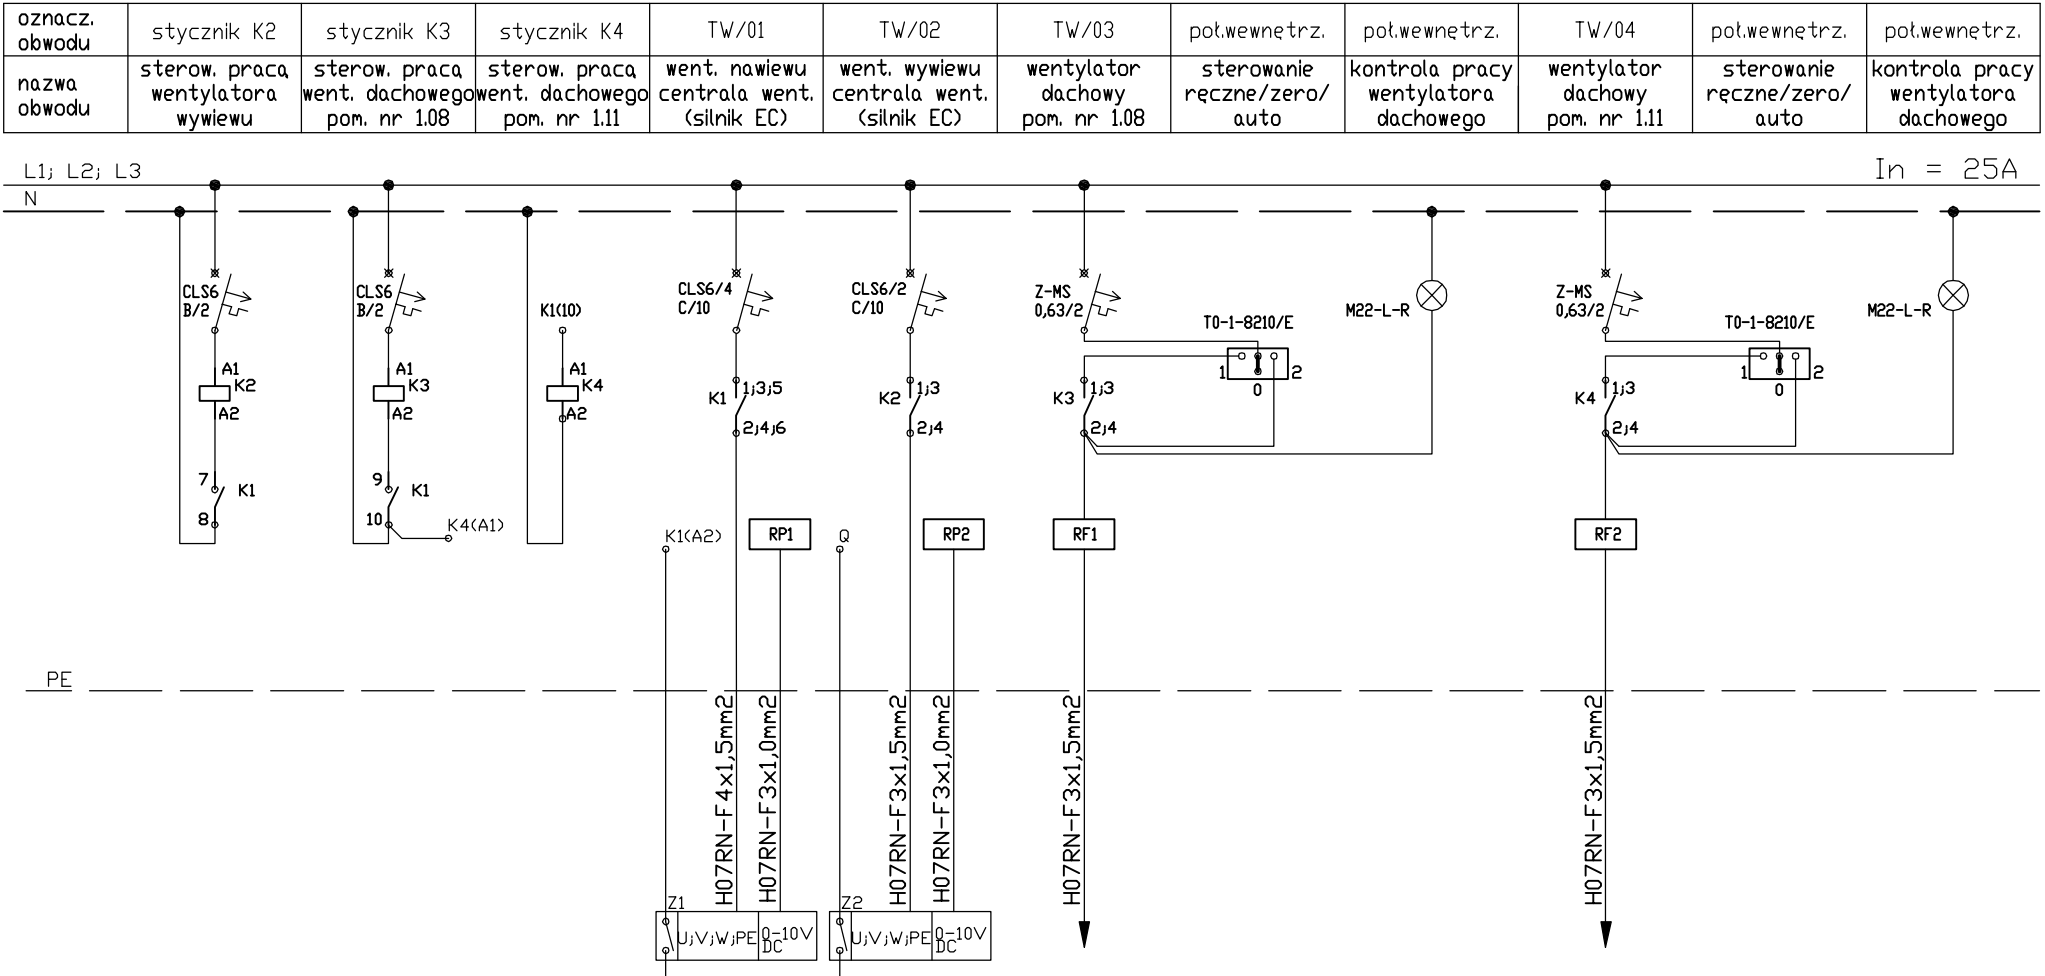 oznacz.
obwodu
stycznik K2
stycznik K3
stycznik K4
TW/01
TW/02
TW/03
poł.wewnętrz.
poł.wewnętrz.
TW/04
poł.wewnętrz.
poł.wewnętrz.
nazwa
obwodu
sterow. pracą
wentylatora
wywiewu
sterow. pracą
went. dachowego
pom. nr 1.08
sterow. pracą
went. dachowego
pom. nr 1.11
went. nawiewu
centrala went.
(silnik EC)
went. wywiewu
centrala went.
(silnik EC)
wentylator
dachowy
pom. nr 1.08
sterowanie
ręczne/zero/
auto
kontrola pracy
wentylatora
dachowego
wentylator
dachowy
pom. nr 1.11
sterowanie
ręczne/zero/
auto
kontrola pracy
wentylatora
dachowego
L1; L2; L3
In = 25A
N
CLS6
B/2
A1
K2
A2
7
K1
8
CLS6
B/2
A1
K3
A2
9
K1
10
K4(A1)
K1(10)
A1
K4
A2
CLS6/4
C/10
K1
1;3;5
2;4;6
K1(A2)
RP1
CLS6/2
C/10
K2
1;3
2;4
Q
RP2
Z-MS
0,63/2
K3
1;3
2;4
RF1
T0-1-8210/E
1
2
0
M22-L-R
Z-MS
0,63/2
K4
1;3
2;4
RF2
T0-1-8210/E
1
2
0
M22-L-R
PE
H07RN-F4x1,5mm2
H07RN-F3x1,0mm2
H07RN-F3x1,5mm2
H07RN-F3x1,0mm2
H07RN-F3x1,5mm2
H07RN-F3x1,5mm2
Z1
U;V;W;PE
0-10V
DC
Z2
U;V;W;PE
0-10V
DC